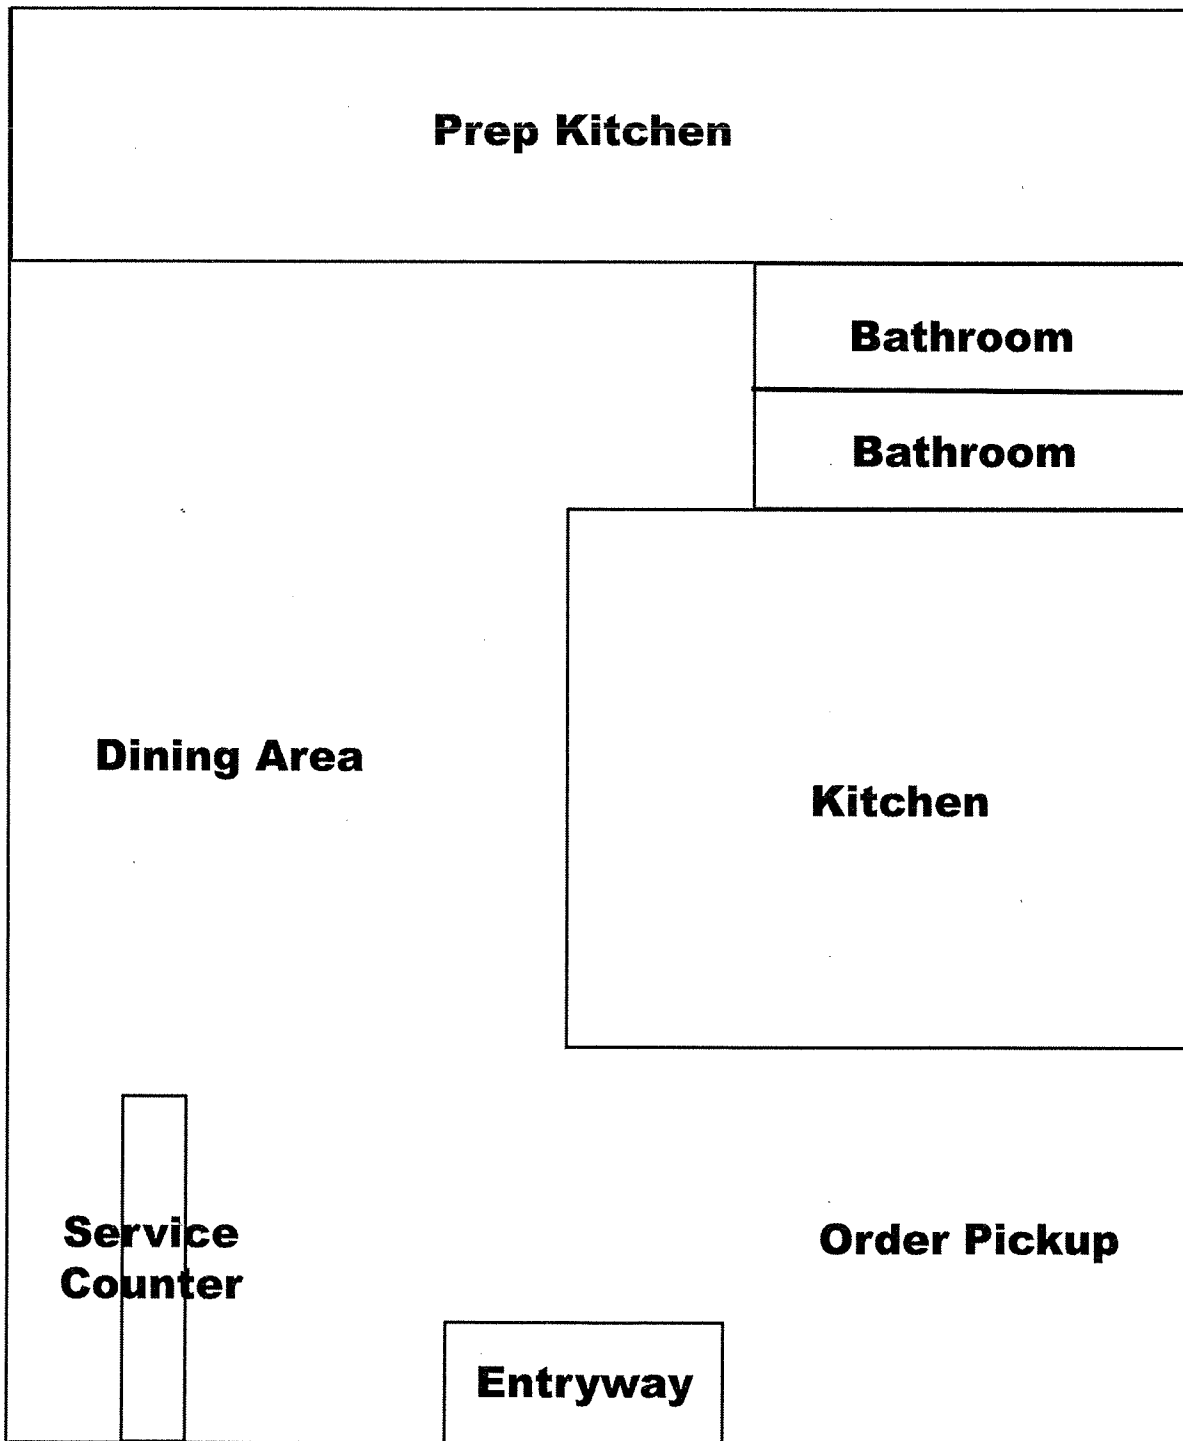 Prep Kitchen
Bathroom
Bathroom
Dining Area
Kitchen
Service
Counter
Order Pickup
Entryway